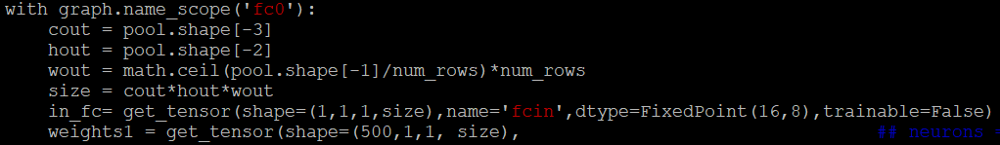 with graph.name_scope('fc0'):
    cout = pool.shape[-3]
    hout = pool.shape[-2]
    wout = math.ceil(pool.shape[-1]/num_rows)*num_rows
    size = cout*hout*wout
    in_fc= get_tensor(shape=(1,1,1,size),name='fcin',dtype=FixedPoint(16,8),trainable=False)
    weights1 = get_tensor(shape=(500,1,1, size),                                    ## neurons =